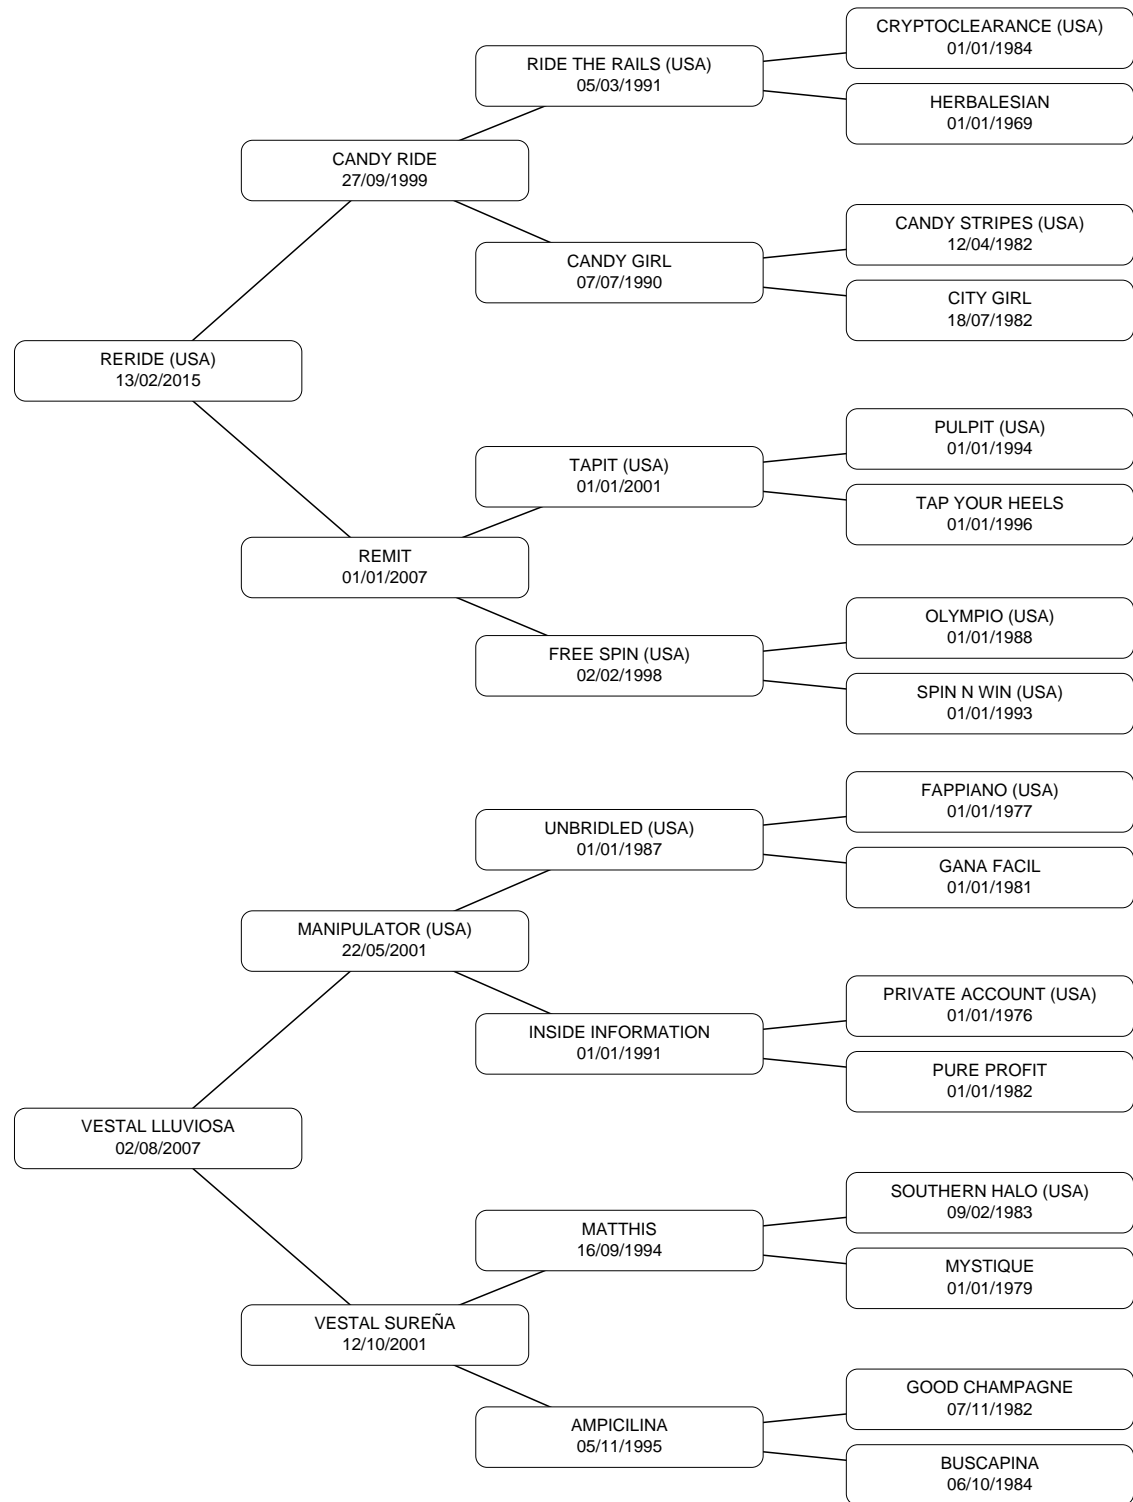 CRYPTOCLEARANCE (USA)
01/01/1984
RIDE THE RAILS (USA)
05/03/1991
HERBALESIAN
01/01/1969
CANDY RIDE
27/09/1999
CANDY STRIPES (USA)
12/04/1982
CANDY GIRL
07/07/1990
CITY GIRL
18/07/1982
RERIDE (USA)
13/02/2015
PULPIT (USA)
01/01/1994
TAPIT (USA)
01/01/2001
TAP YOUR HEELS
01/01/1996
REMIT
01/01/2007
OLYMPIO (USA)
01/01/1988
FREE SPIN (USA)
02/02/1998
SPIN N WIN (USA)
01/01/1993
FAPPIANO (USA)
01/01/1977
UNBRIDLED (USA)
01/01/1987
GANA FACIL
01/01/1981
MANIPULATOR (USA)
22/05/2001
PRIVATE ACCOUNT (USA)
01/01/1976
INSIDE INFORMATION
01/01/1991
PURE PROFIT
01/01/1982
VESTAL LLUVIOSA
02/08/2007
SOUTHERN HALO (USA)
09/02/1983
MATTHIS
16/09/1994
MYSTIQUE
01/01/1979
VESTAL SUREÑA
12/10/2001
GOOD CHAMPAGNE
07/11/1982
AMPICILINA
05/11/1995
BUSCAPINA
06/10/1984